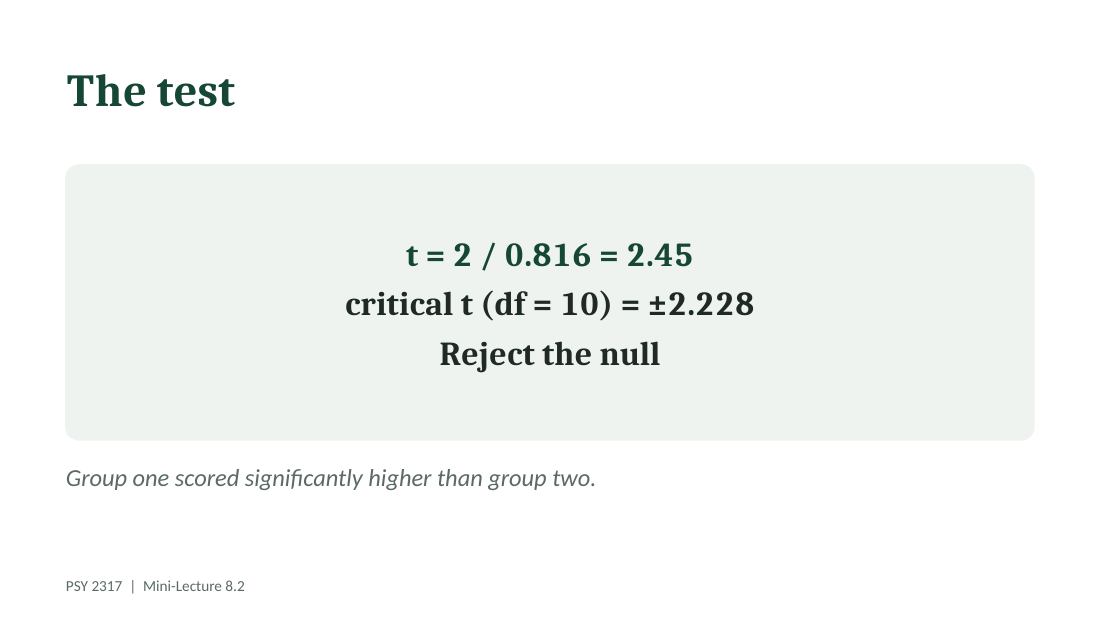 The test
t = 2 / 0.816 = 2.45
critical t (df = 10) = ±2.228
Reject the null
Group one scored significantly higher than group two.
PSY 2317 | Mini-Lecture 8.2